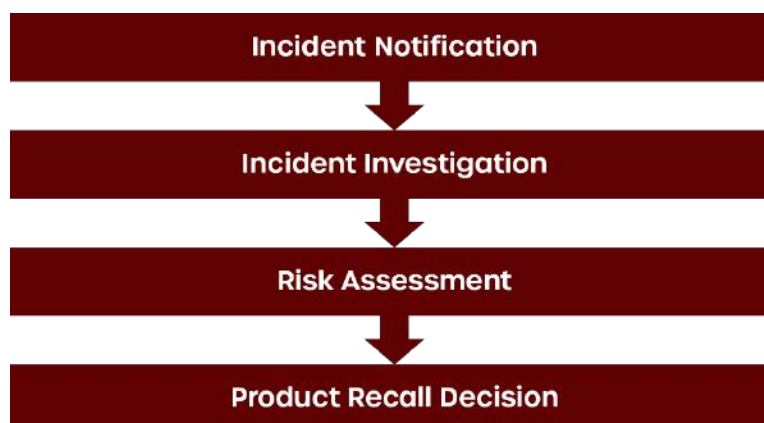 Incident Notification
Incident Investigation
Risk Assessment
Product Recall Decision